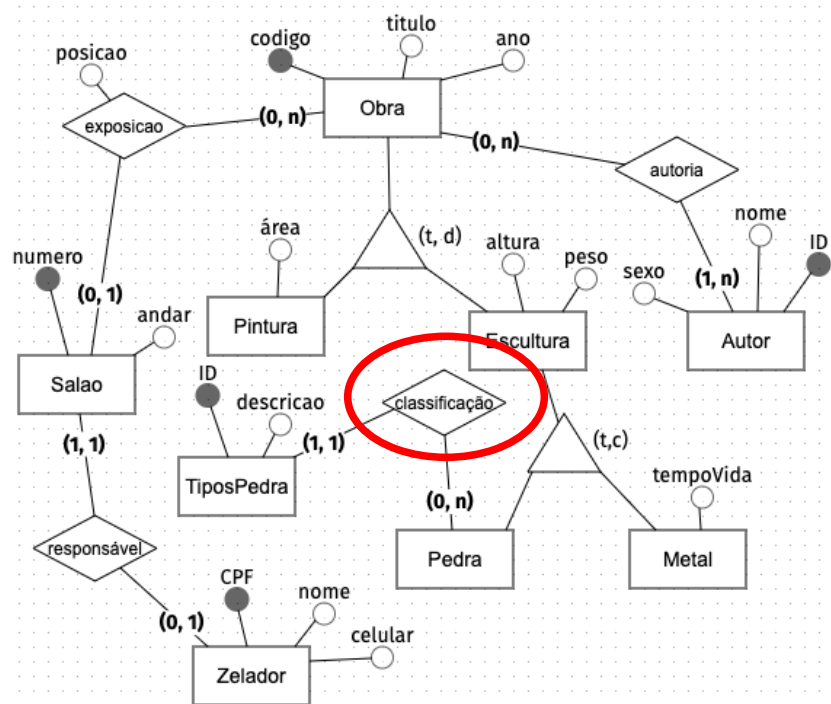 titulo
codigo
ano
posicao
Obra
(0, n)
exposicao
(0, n)
autoria
nome
ID
área
(t, d)
altura
peso
sexo
numero
(0, 1)
andar
(1, n)
Pintura
Escultura
Autor
Salao
ID
descricao
classificação
(1, 1)
(1, 1)
(t,c)
tempoVida
TiposPedra
(0, n)
responsável
Pedra
Metal
CPF
nome
(0, 1)
celular
Zelador